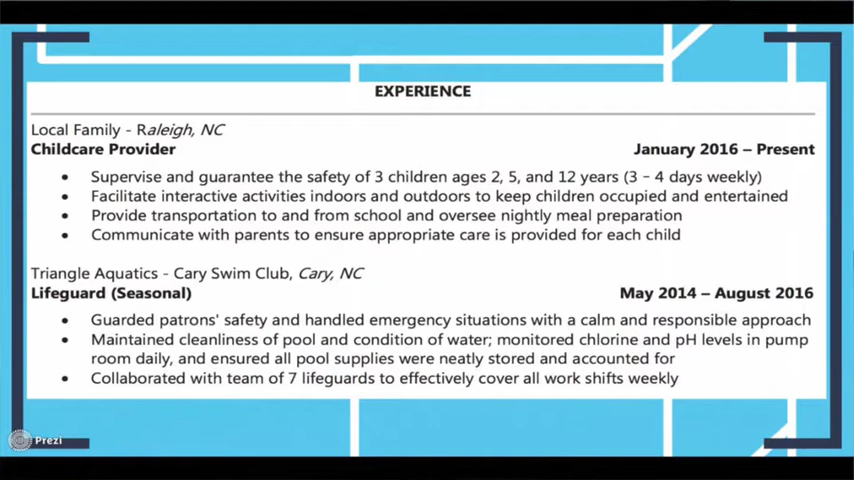 EXPERIENCE
Local Family - Raleigh, NC
Childcare Provider January 2016 – Present
• Supervise and guarantee the safety of 3 children ages 2, 5, and 12 years (3 – 4 days weekly)
• Facilitate interactive activities indoors and outdoors to keep children occupied and entertained
• Provide transportation to and from school and oversee nightly meal preparation
• Communicate with parents to ensure appropriate care is provided for each child
Triangle Aquatics - Cary Swim Club, Cary, NC
Lifeguard (Seasonal) May 2014 – August 2016
• Guarded patrons' safety and handled emergency situations with a calm and responsible approach
• Maintained cleanliness of pool and condition of water; monitored chlorine and pH levels in pump
room daily, and ensured all pool supplies were neatly stored and accounted for
• Collaborated with team of 7 lifeguards to effectively cover all work shifts weekly
Prezi